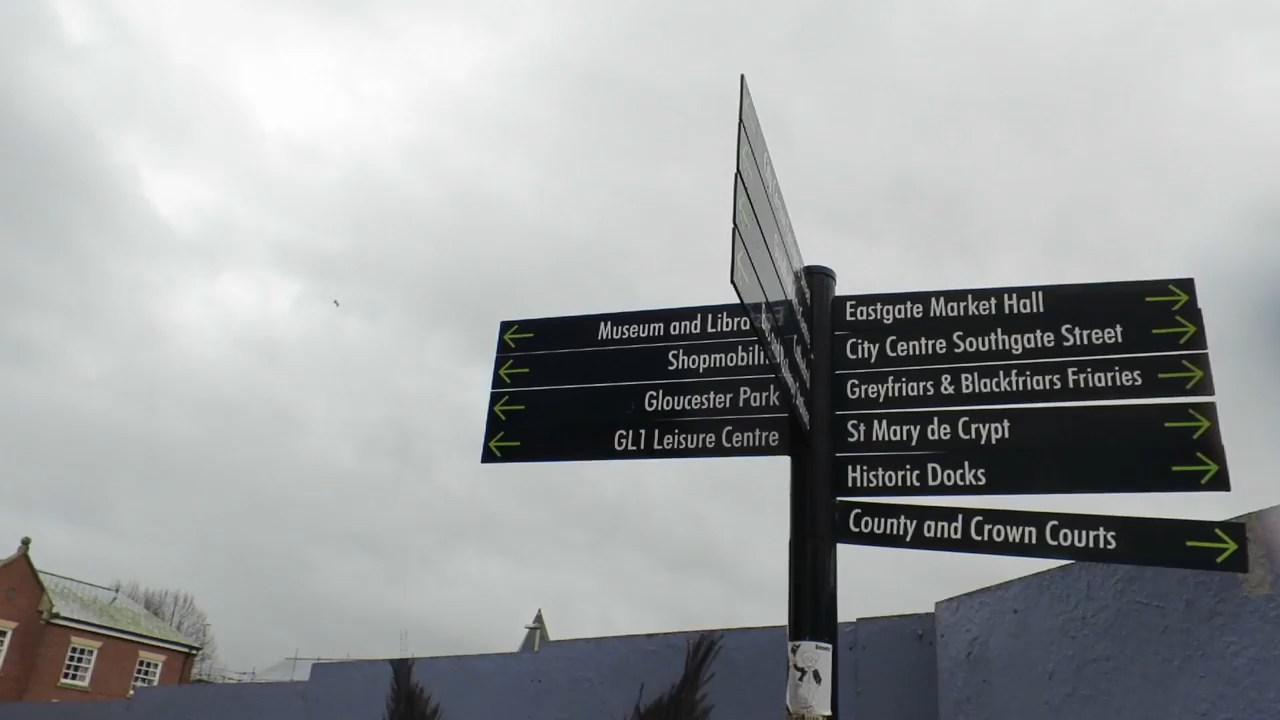 Museum and
Shopmobili
Gloucester Park
GL1 Leisure Centre
Eastgate Market Hall
City Centre Southgate Street
Greyfriars & Blackfriars Friaries
St Mary de Crypt
Historic Docks
County and Crown Courts